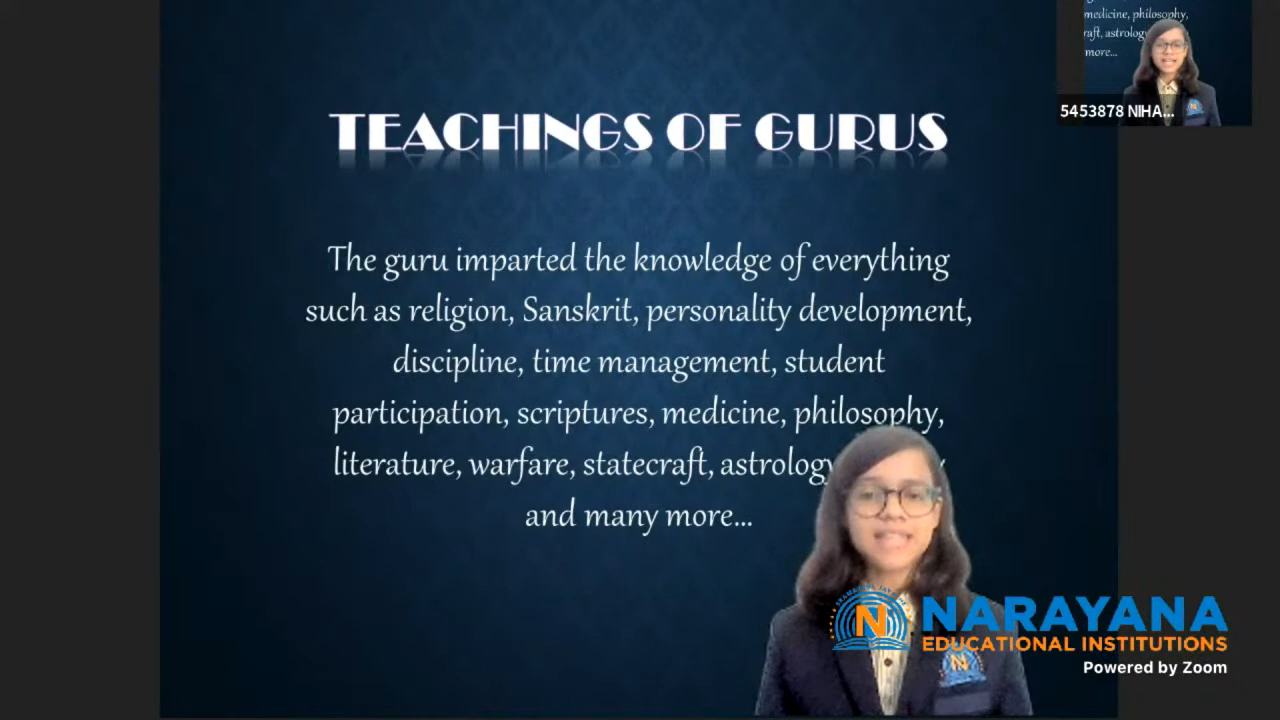 TEACHINGS OF GURUS
The guru imparted the knowledge of everything
such as religion, Sanskrit, personality development,
discipline, time management, student
participation, scriptures, medicine, philosophy,
literature, warfare, statecraft, astrology
and many more...
medicine, philosophy,
raft, astrology
more...
5453878 NIHA...
N
NARAYANA
EDUCATIONAL INSTITUTIONS
Powered by Zoom
N